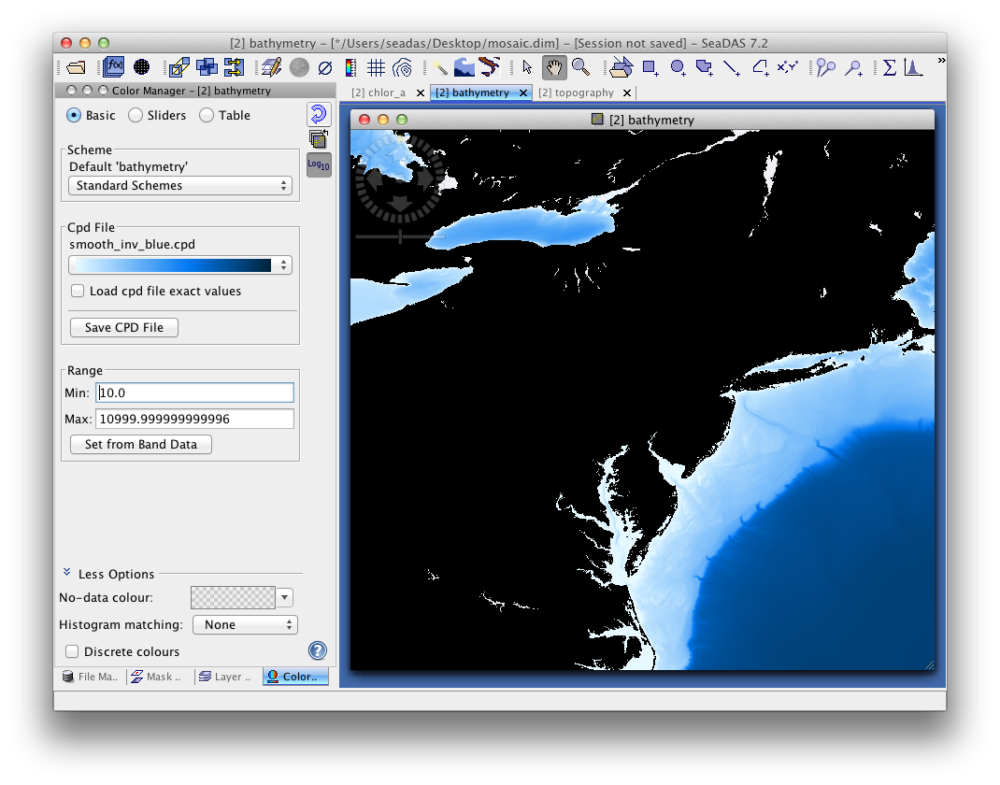 [2] bathymetry – [*/Users/seadas/Desktop/mosaic.dim] – [Session not saved] – SeaDAS 7.2
f(x)
Σ
»
Color Manager – [2] bathymetry
[2] chlor_a
[2] bathymetry
[2] topography
Basic
Sliders
Table
[2] bathymetry
Scheme
Default 'bathymetry'
Log10
Standard Schemes
Cpd File
smooth_inv_blue.cpd
Load cpd file exact values
Save CPD File
Range
Min: 10.0
Max: 10999.999999999996
Set from Band Data
Less Options
No-data colour:
Histogram matching: None
Discrete colours
?
File Ma..
Mask ..
Layer ..
Color..